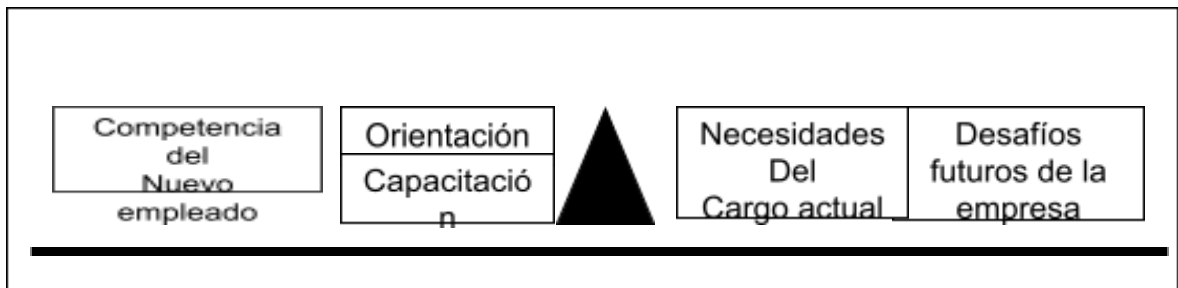 Competencia
del
Nuevo
empleado
Orientación
Capacitació
n
Necesidades
Del
Cargo actual
Desafíos
futuros de la
empresa